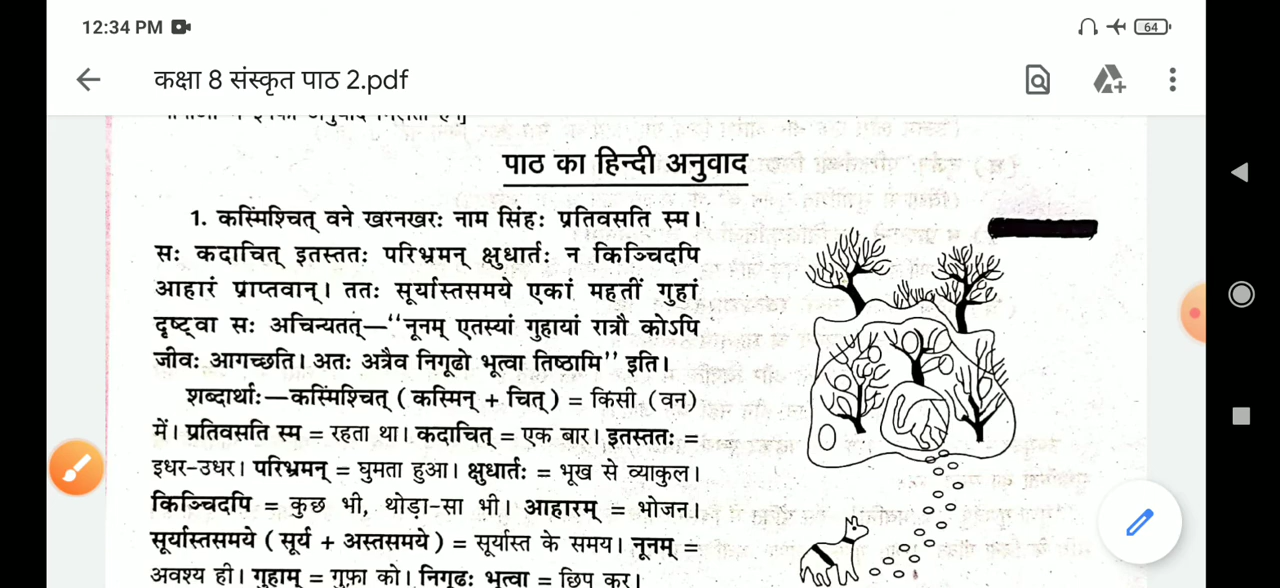 12:34 PM
64
कक्षा 8 संस्कृत पाठ 2.pdf
पाठ का हिन्दी अनुवाद
1. कस्मिंश्चित् वने खरनखरः नाम सिंहः प्रतिवसति स्म।
सः कदाचित् इतस्ततः परिभ्रमन् क्षुधार्तः न किञ्चिदपि
आहारं प्राप्तवान्। ततः सूर्यास्तसमये एकां महतीं गुहां
दृष्ट्वा सः अचिन्यतत्—“नूनम् एतस्यां गुहायां रात्रौ कोऽपि
जीवः आगच्छति। अतः अत्रैव निगूढो भूत्वा तिष्ठामि” इति।
शब्दार्थाः—कस्मिंश्चित् (कस्मिन् + चित्) = किसी (वन)
में। प्रतिवसति स्म = रहता था। कदाचित् = एक बार। इतस्ततः =
इधर-उधर। परिभ्रमन् = घुमता हुआ। क्षुधार्तः = भूख से व्याकुल।
किञ्चिदपि = कुछ भी, थोड़ा-सा भी। आहारम् = भोजन।
सूर्यास्तसमये (सूर्य + अस्तसमये) = सूर्यास्त के समय। नूनम् =
अवश्य ही। गुहाम् = गुफ़ा को। निगूढः भूत्वा = छिप कर।